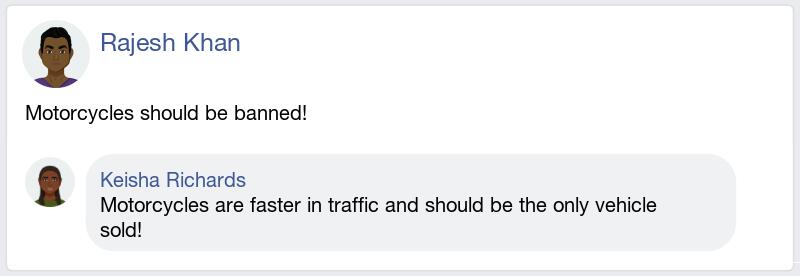 Rajesh Khan
Motorcycles should be banned!
Keisha Richards
Motorcycles are faster in traffic and should be the only vehicle
sold!